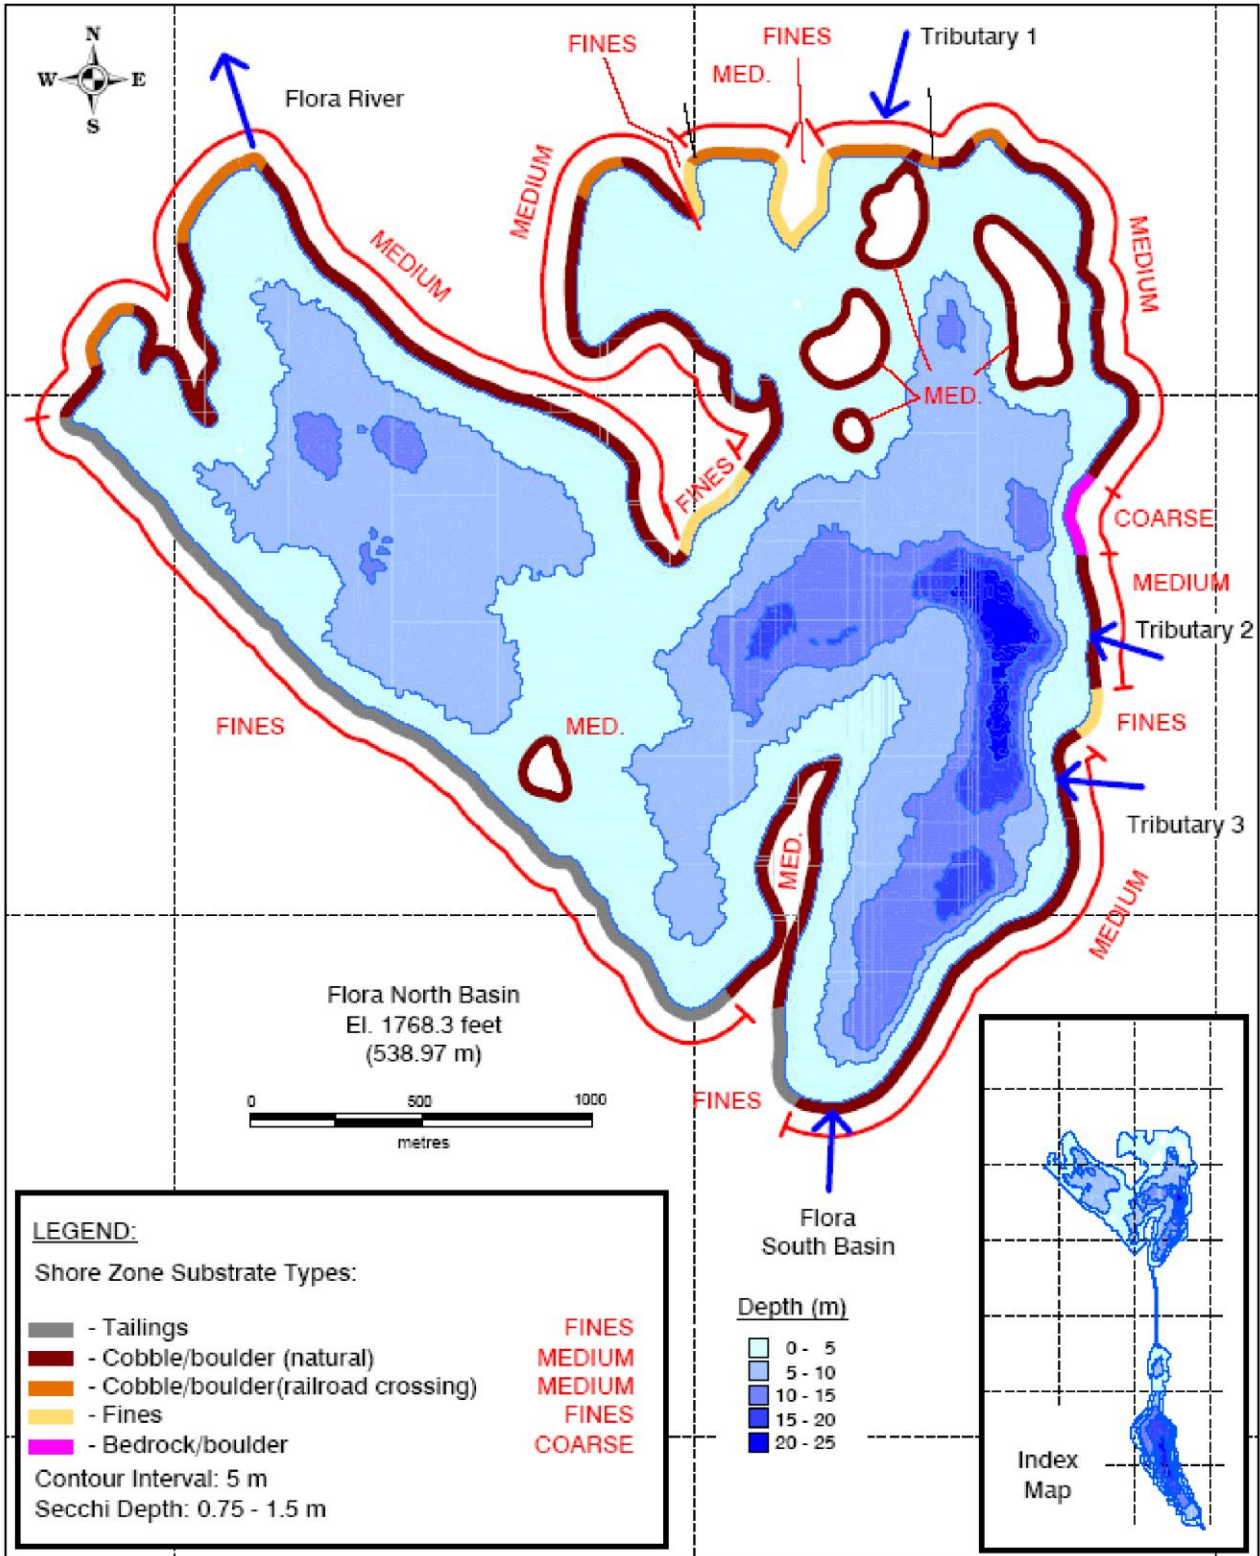 N
W E
S
Flora River
FINES
FINES
MED.
Tributary 1
MEDIUM
MEDIUM
MEDIUM
MED.
FINES
COARSE
MEDIUM
Tributary 2
FINES
FINES
MED.
Tributary 3
MED.
MEDIUM
Flora North Basin
El. 1768.3 feet
(538.97 m)
0 500 1000
metres
FINES
Flora
South Basin
LEGEND:
Shore Zone Substrate Types:
- Tailings FINES
- Cobble/boulder (natural) MEDIUM
- Cobble/boulder(railroad crossing) MEDIUM
- Fines FINES
- Bedrock/boulder COARSE
Contour Interval: 5 m
Secchi Depth: 0.75 - 1.5 m
Depth (m)
0 - 5
5 - 10
10 - 15
15 - 20
20 - 25
Index
Map